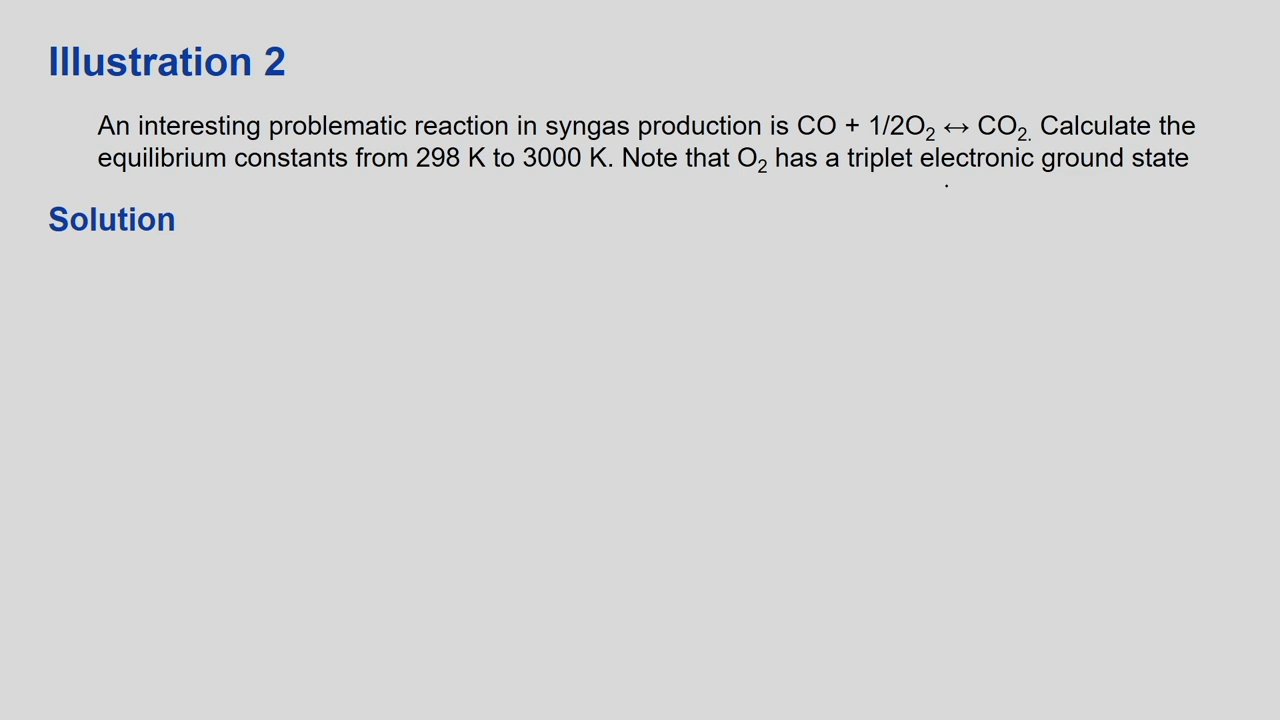 Illustration 2
An interesting problematic reaction in syngas production is CO + 1/2O₂ ↔ CO₂. Calculate the
equilibrium constants from 298 K to 3000 K. Note that O₂ has a triplet electronic ground state
.
Solution